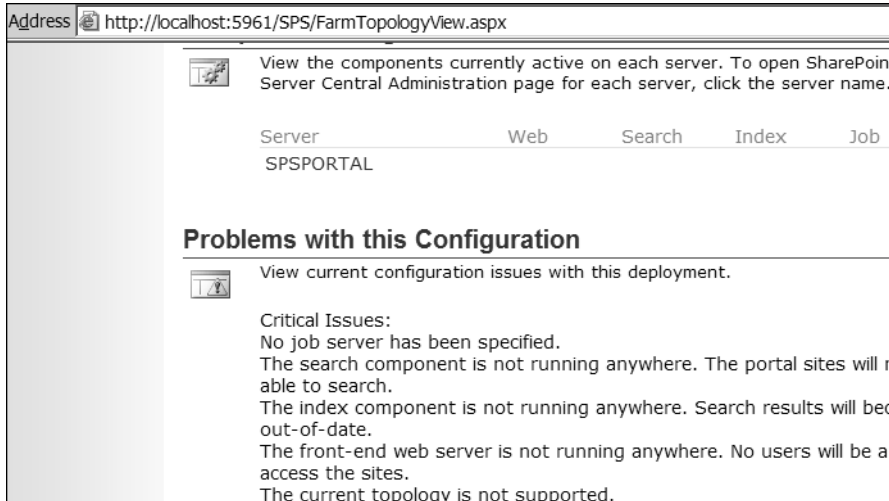 Address http://localhost:5961/SPS/FarmTopologyView.aspx
View the components currently active on each server. To open SharePoin
Server Central Administration page for each server, click the server name.
Server Web Search Index Job
SPSPORTAL
Problems with this Configuration
View current configuration issues with this deployment.
Critical Issues:
No job server has been specified.
The search component is not running anywhere. The portal sites will
able to search.
The index component is not running anywhere. Search results will bec
out-of-date.
The front-end web server is not running anywhere. No users will be a
access the sites.
The current topology is not supported.